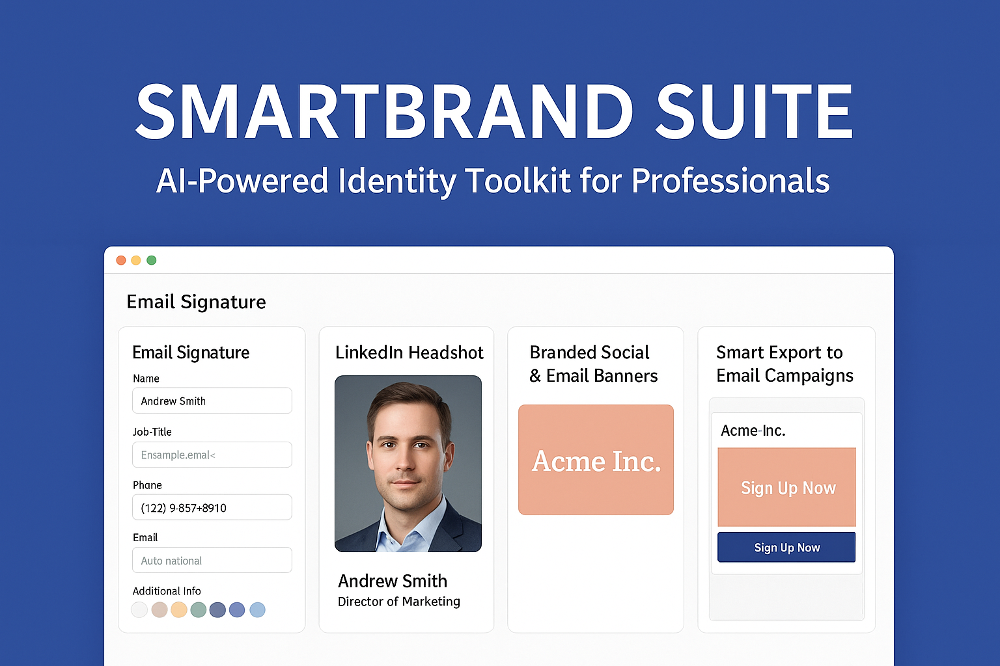 SMARTBRAND SUITE
AI-Powered Identity Toolkit for Professionals
Email Signature
Email Signature
Name
Andrew Smith
Job-Title
Ensample.emal<
Phane
(122) 9-857+8910
Email
Auto national
Additional Info
LinkedIn Headshot
Andrew Smith
Director of Marketing
Branded Social
& Email Banners
Acme Inc.
Smart Export to
Email Campaigns
Acme-Inc.
Sign Up Now
Sign Up Now